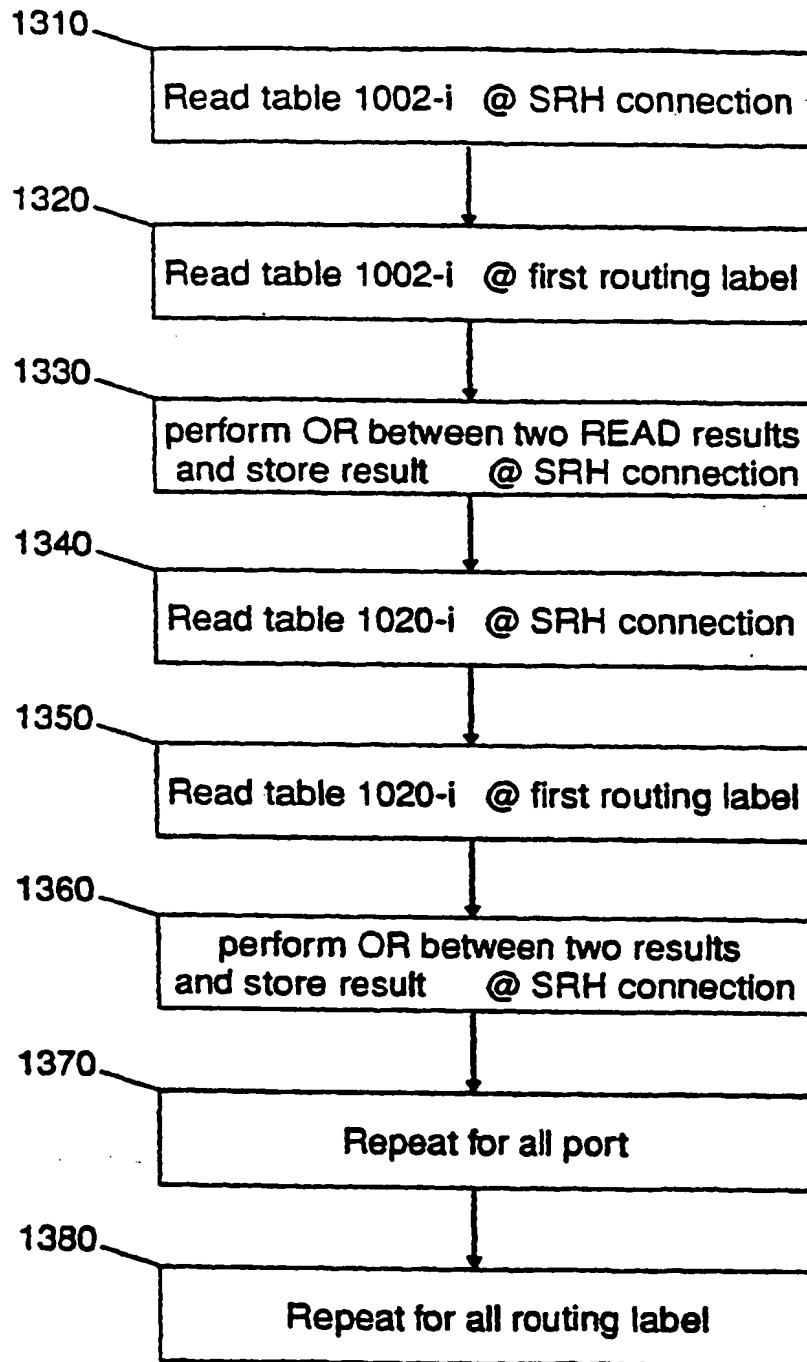 1310
Read table 1002-i @ SRH connection
1320
Read table 1002-i @ first routing label
1330
perform OR between two READ results
and store result @ SRH connection
1340
Read table 1020-i @ SRH connection
1350
Read table 1020-i @ first routing label
1360
perform OR between two results
and store result @ SRH connection
1370
Repeat for all port
1380
Repeat for all routing label